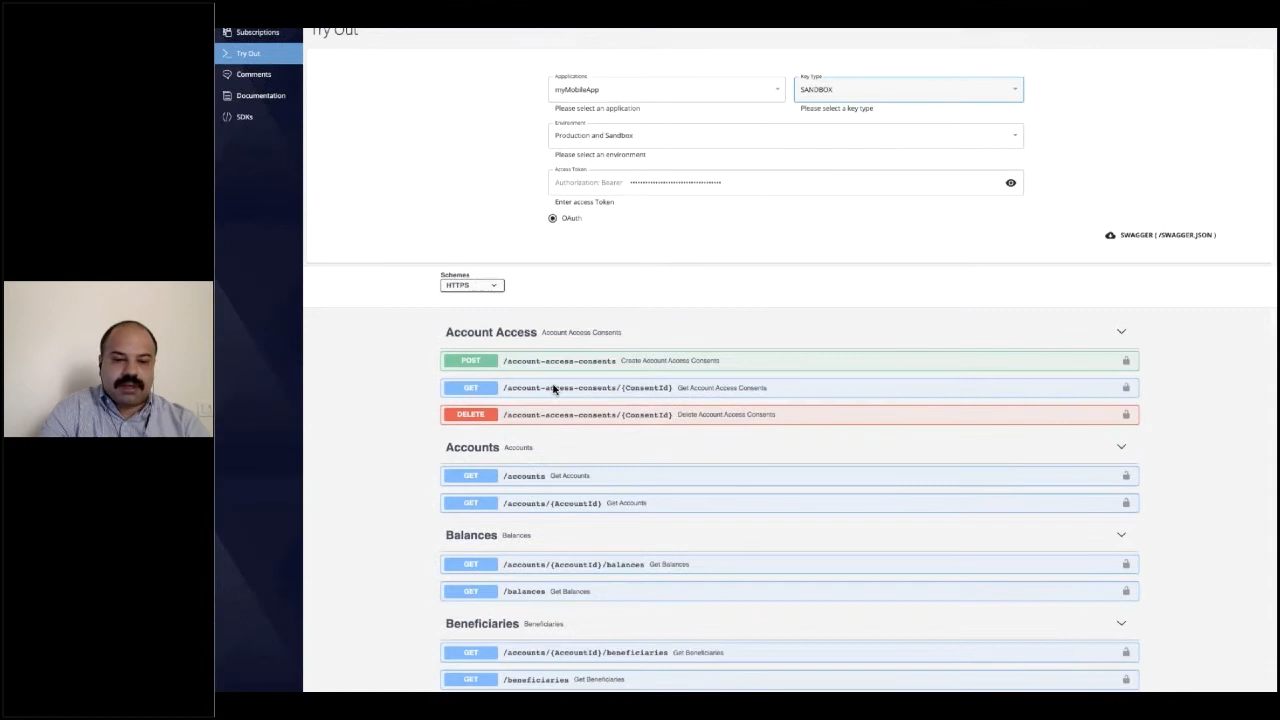 Subscriptions
Try Out
Try Out
Comments
Documentation
SDKs
Applications
myMobileApp
Please select an application
Key Type
SANDBOX
Please select a key type
Environment
Production and Sandbox
Please select an environment
Access Token
Authorization: Bearer ••••••••••••••••••••••••••••••••••••
Enter access Token
OAuth
SWAGGER ( /SWAGGER.JSON )
Schemes
HTTPS
Account Access Account Access Consents
POST /account-access-consents Create Account Access Consents
GET /account-access-consents/{ConsentId} Get Account Access Consents
DELETE /account-access-consents/{ConsentId} Delete Account Access Consents
Accounts Accounts
GET /accounts Get Accounts
GET /accounts/{AccountId} Get Accounts
Balances Balances
GET /accounts/{AccountId}/balances Get Balances
GET /balances Get Balances
Beneficiaries Beneficiaries
GET /accounts/{AccountId}/beneficiaries Get Beneficiaries
GET /beneficiaries Get Beneficiaries